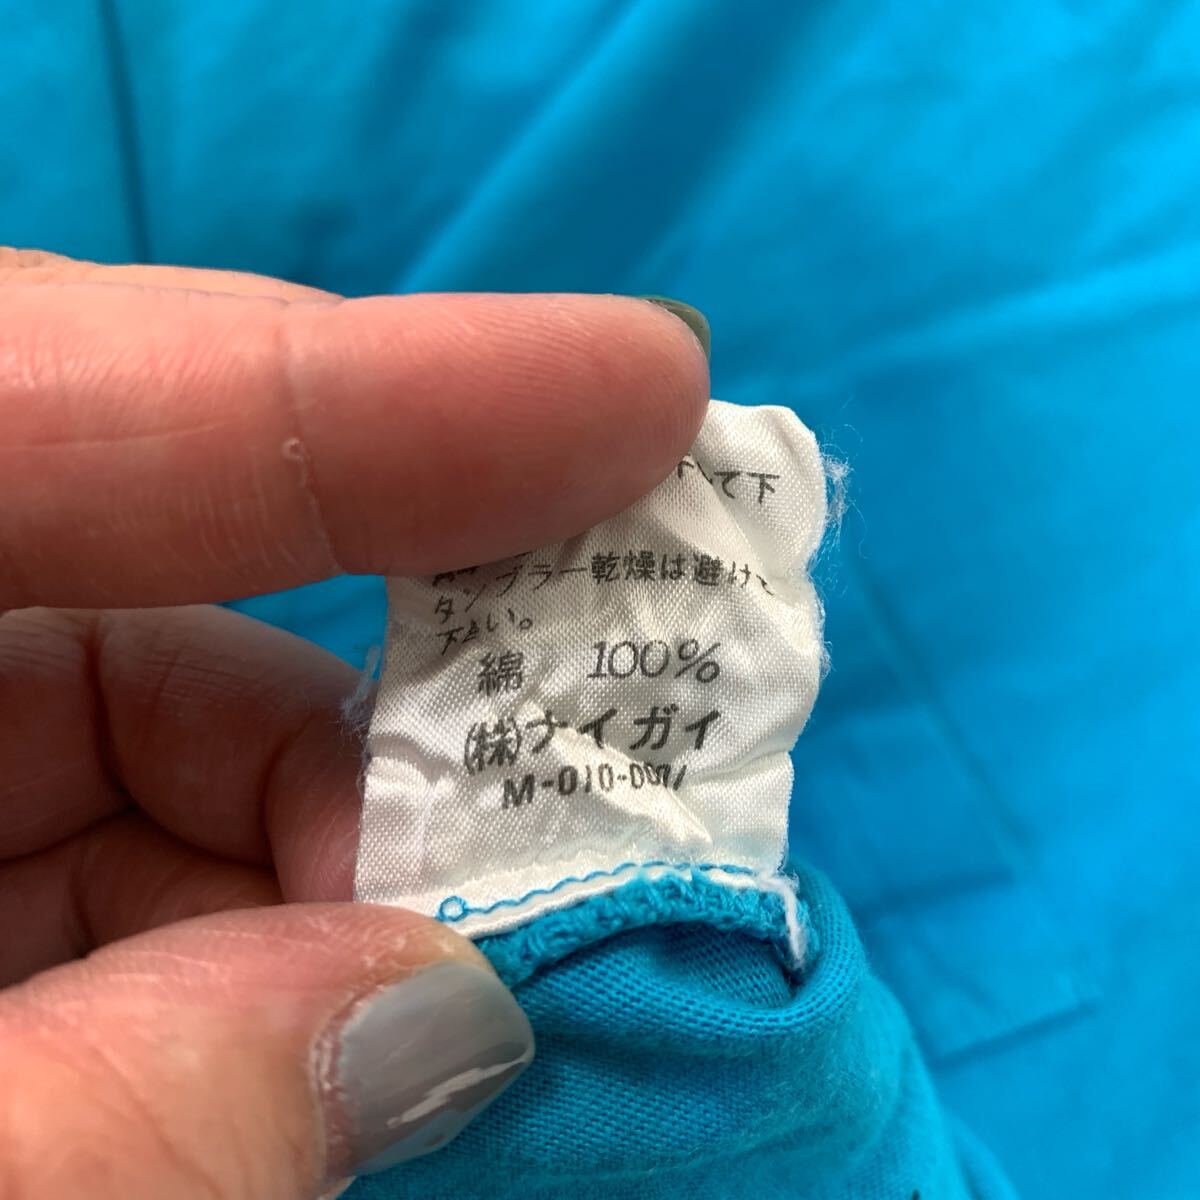 して下
タンブラー乾燥は避けて
下さい。
綿 100%
(株)ナイガイ